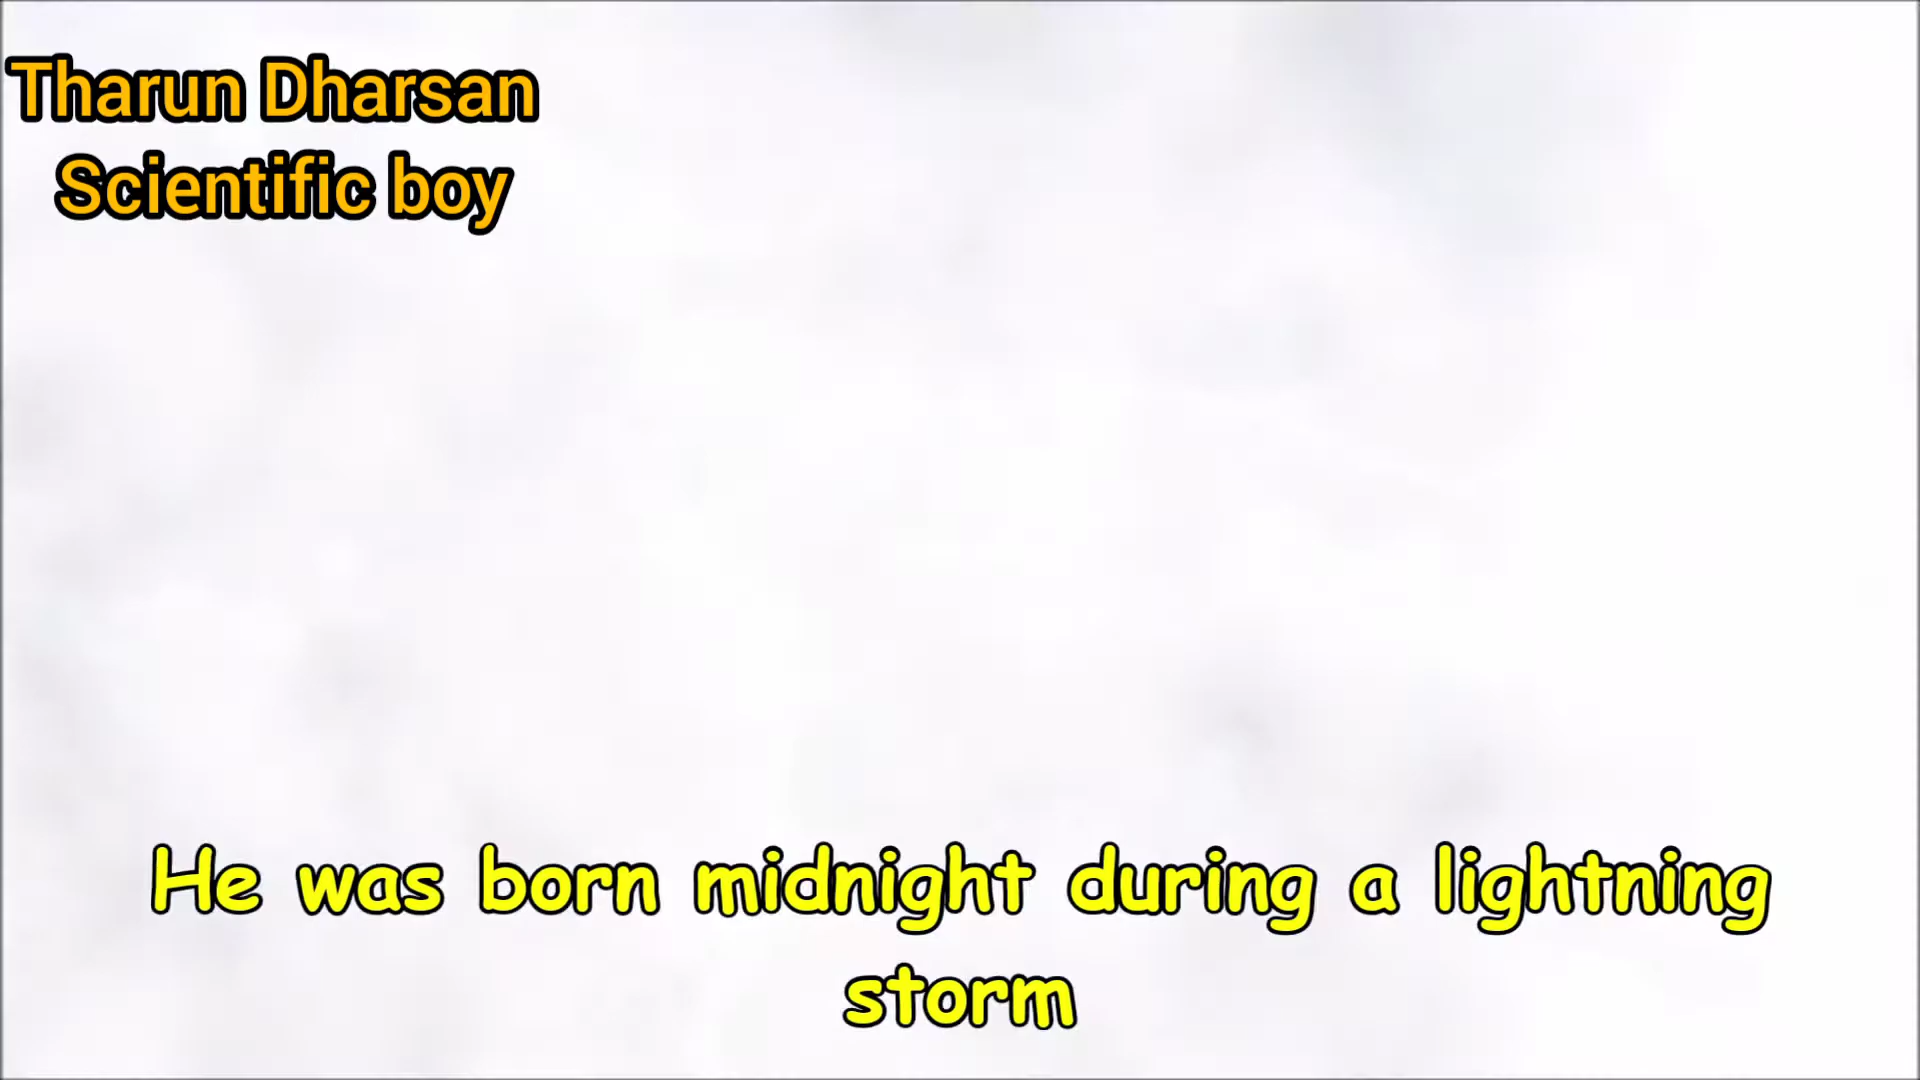 Tharun Dharsan
Scientific boy
He was born midnight during a lightning
storm